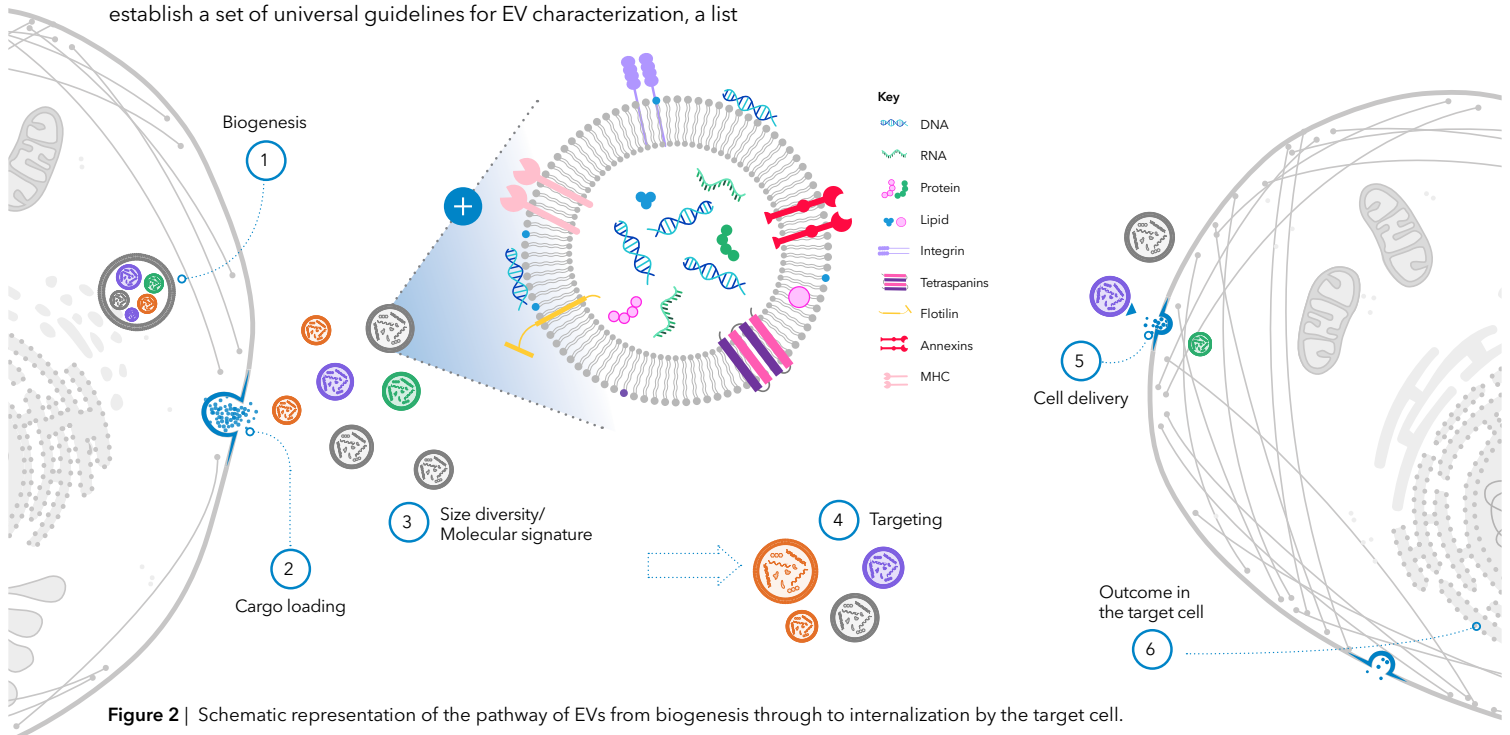 establish a set of universal guidelines for EV characterization, a list
Biogenesis
1
+
Key
DNA
RNA
Protein
Lipid
Integrin
Tetraspanins
Flotilin
Annexins
MHC
2
Cargo loading
3
Size diversity/
Molecular signature
4
Targeting
5
Cell delivery
Outcome in
the target cell
6
Figure 2 | Schematic representation of the pathway of EVs from biogenesis through to internalization by the target cell.